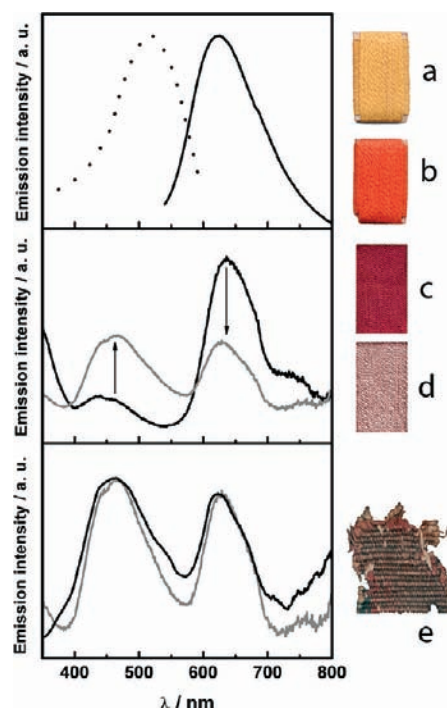 Emission intensity / a. u.
a
b
Emission intensity / a. u.
c
d
Emission intensity / a. u.
e
400 500 600 700 800
λ / nm